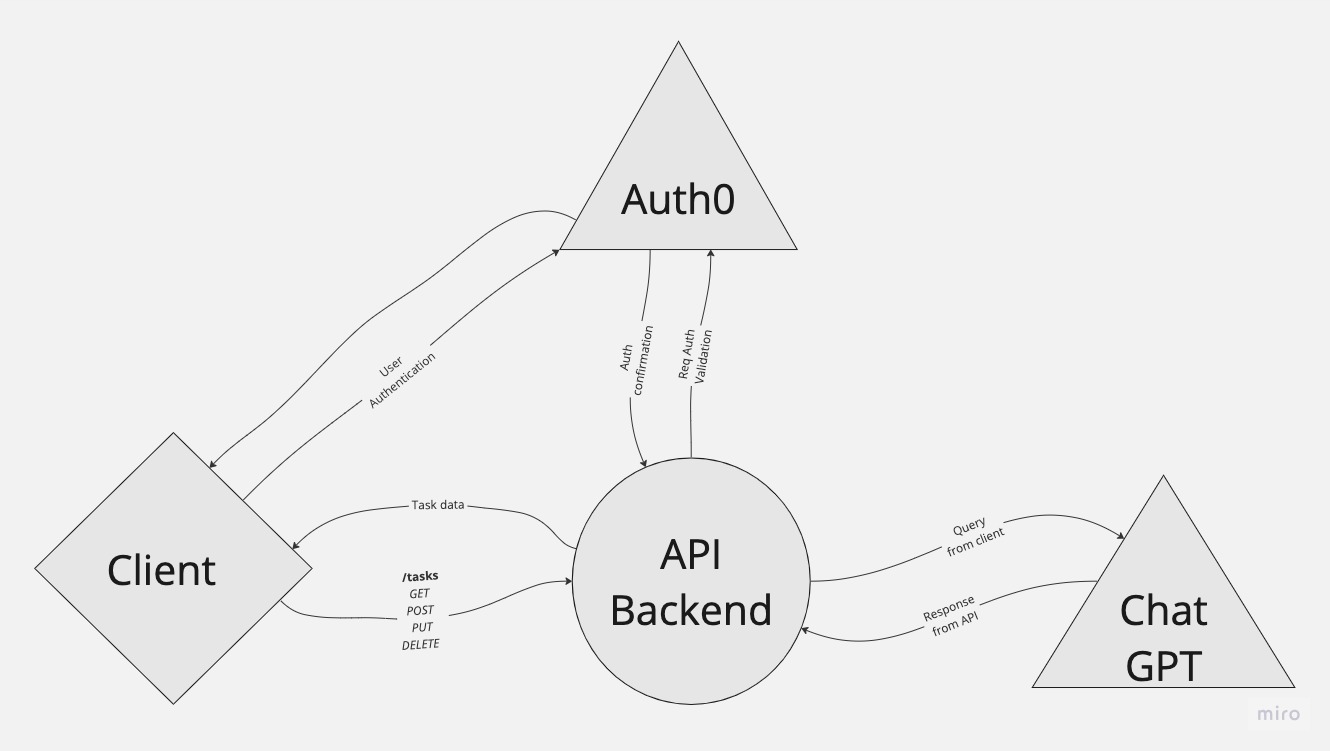 Auth0
User
Authentication
Auth
confirmation
Req Auth
Validation
Client
Task data
/tasks
GET
POST
PUT
DELETE
API
Backend
Query
from client
Response
from API
Chat
GPT
miro